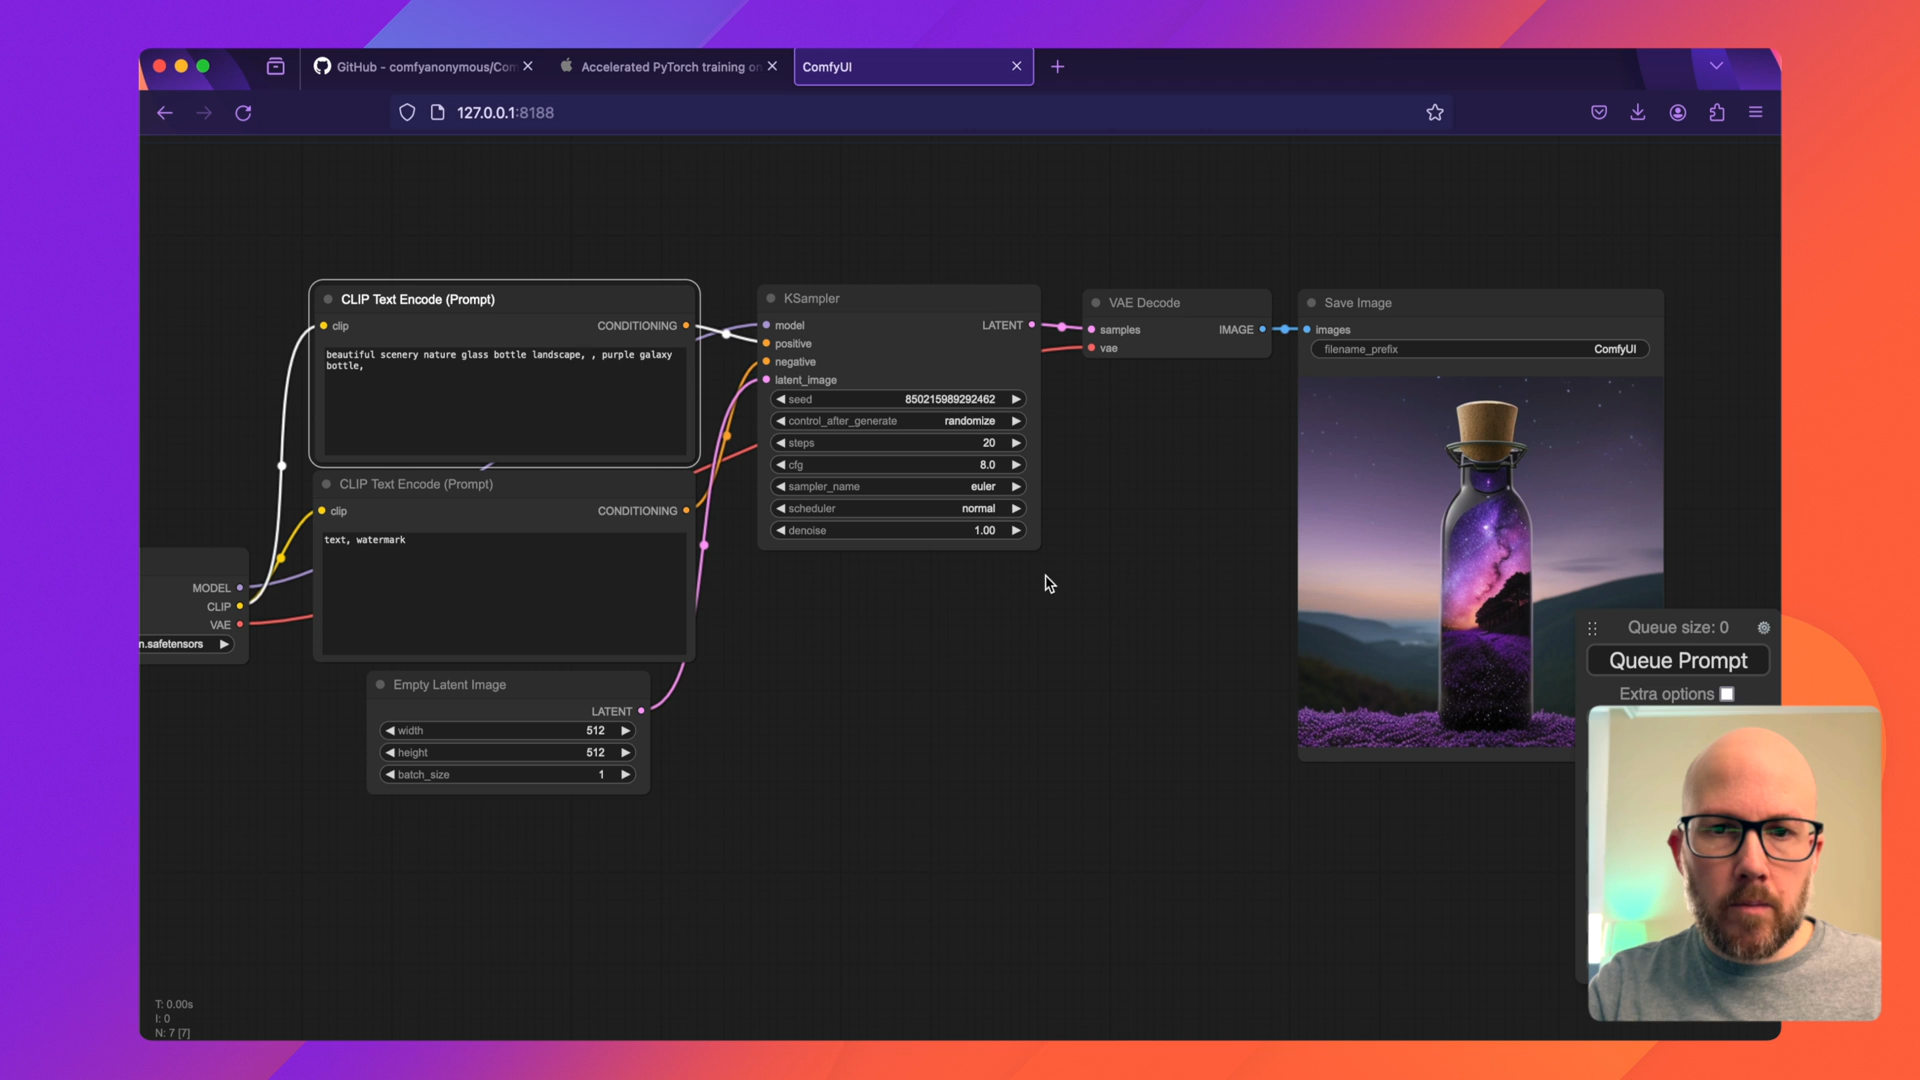 GitHub - comfyanonymous/Com
Accelerated PyTorch training on
ComfyUI
127.0.0.1:8188
CLIP Text Encode (Prompt)
clip
CONDITIONING
beautiful scenery nature glass bottle landscape, , purple galaxy
bottle,
CLIP Text Encode (Prompt)
clip
CONDITIONING
text, watermark
MODEL
CLIP
VAE
n.safetensors
Empty Latent Image
LATENT
width 512
height 512
batch_size 1
KSampler
model
LATENT
positive
negative
latent_image
seed 850215989292462
control_after_generate randomize
steps 20
cfg 8.0
sampler_name euler
scheduler normal
denoise 1.00
VAE Decode
samples
IMAGE
vae
Save Image
images
filename_prefix ComfyUI
Queue size: 0
Queue Prompt
Extra options
T: 0.00s
I: 0
N: 7 [7]